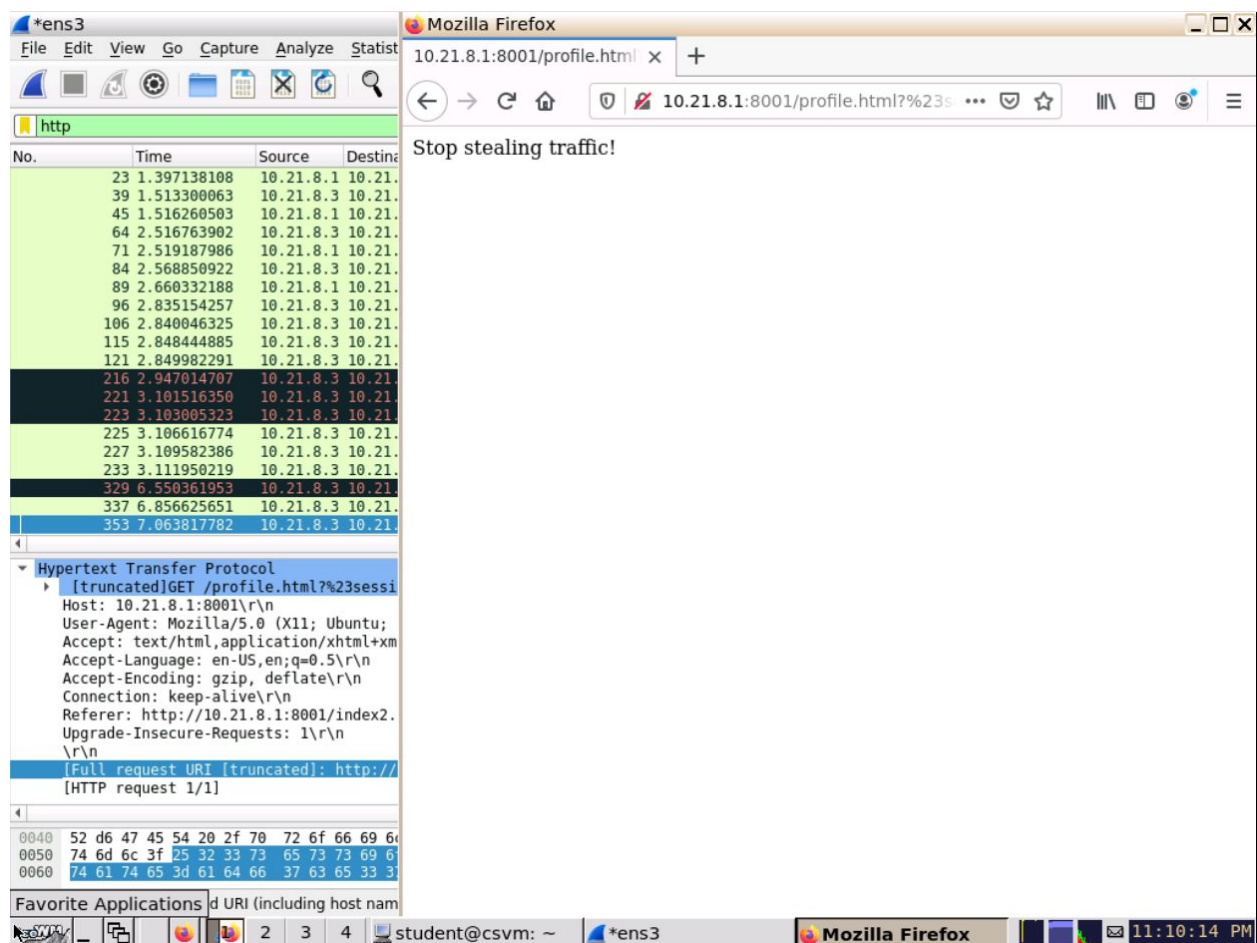 *ens3
File Edit View Go Capture Analyze Statist
http
No. Time Source Destina
23 1.397138108 10.21.8.1 10.21.
39 1.513300063 10.21.8.3 10.21.
45 1.516260503 10.21.8.1 10.21.
64 2.516763902 10.21.8.3 10.21.
71 2.519187986 10.21.8.1 10.21.
84 2.568850922 10.21.8.3 10.21.
89 2.660332188 10.21.8.1 10.21.
96 2.835154257 10.21.8.3 10.21.
106 2.840046325 10.21.8.3 10.21.
115 2.848444885 10.21.8.3 10.21.
121 2.849982291 10.21.8.3 10.21.
216 2.947014707 10.21.8.3 10.21.
221 3.101516350 10.21.8.3 10.21.
223 3.103005323 10.21.8.3 10.21.
225 3.106616774 10.21.8.3 10.21.
227 3.109582386 10.21.8.3 10.21.
233 3.111950219 10.21.8.3 10.21.
329 6.550361953 10.21.8.3 10.21.
337 6.856625651 10.21.8.3 10.21.
353 7.063817782 10.21.8.3 10.21.
Hypertext Transfer Protocol
[truncated]GET /profile.html?%23sessi
Host: 10.21.8.1:8001\r\n
User-Agent: Mozilla/5.0 (X11; Ubuntu;
Accept: text/html,application/xhtml+xm
Accept-Language: en-US,en;q=0.5\r\n
Accept-Encoding: gzip, deflate\r\n
Connection: keep-alive\r\n
Referer: http://10.21.8.1:8001/index2.
Upgrade-Insecure-Requests: 1\r\n
\r\n
[Full request URI [truncated]: http://
[HTTP request 1/1]
0040 52 d6 47 45 54 20 2f 70 72 6f 66 69 6
0050 74 6d 6c 3f 25 32 33 73 65 73 73 69 6
0060 74 61 74 65 3d 61 64 66 37 63 65 33 3
Favorite Applications d URI (including host nam
Mozilla Firefox
10.21.8.1:8001/profile.html
10.21.8.1:8001/profile.html?%23s
Stop stealing traffic!
1 2 3 4 student@csvm: ~ *ens3 Mozilla Firefox 11:10:14 PM